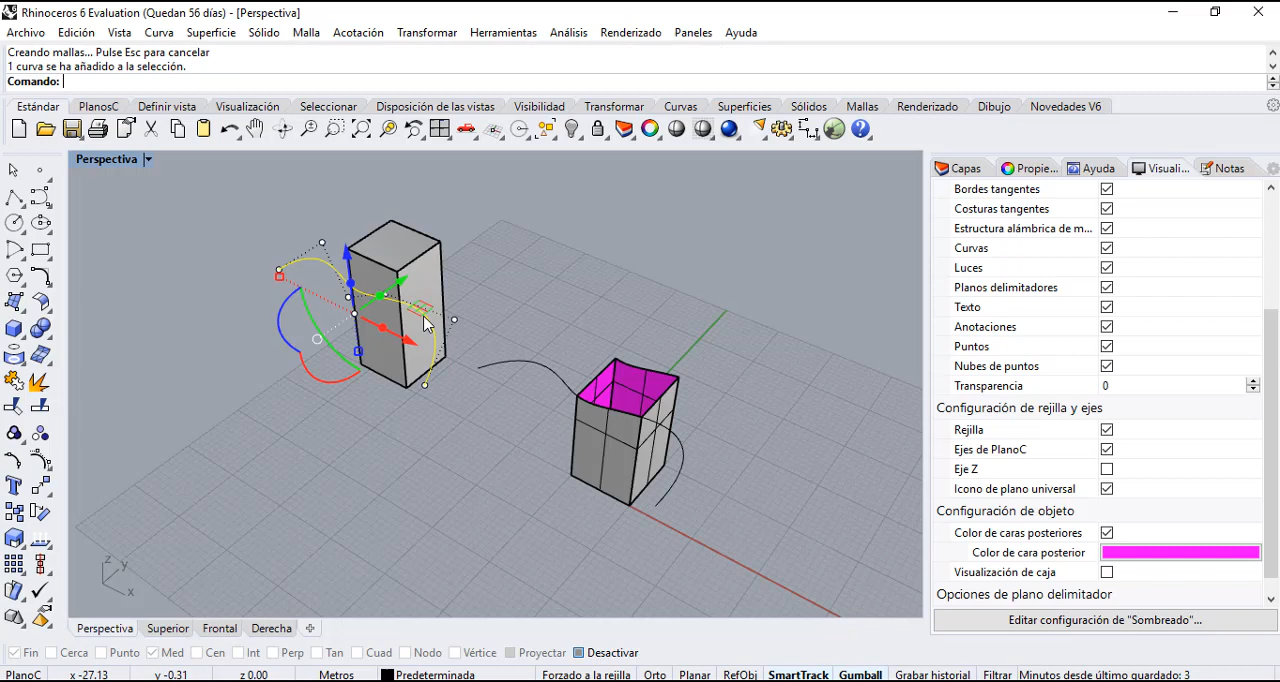 Rhinoceros 6 Evaluation (Quedan 56 días) - [Perspectiva]
Archivo Edición Vista Curva Superficie Sólido Malla Acotación Transformar Herramientas Análisis Renderizado Paneles Ayuda
Creando mallas... Pulse Esc para cancelar
1 curva se ha añadido a la selección.
Comando:
Estándar PlanosC Definir vista Visualización Seleccionar Disposición de las vistas Visibilidad Transformar Curvas Superficies Sólidos Mallas Renderizado Dibujo Novedades V6
Perspectiva
Capas Propie... Ayuda Visuali... Notas
Bordes tangentes
Costuras tangentes
Estructura alámbrica de m...
Curvas
Luces
Planos delimitadores
Texto
Anotaciones
Puntos
Nubes de puntos
Transparencia 0
Configuración de rejilla y ejes
Rejilla
Ejes de PlanoC
Eje Z
Icono de plano universal
Configuración de objeto
Color de caras posteriores
Color de cara posterior
Visualización de caja
Opciones de plano delimitador
Editar configuración de "Sombreado"...
z y x
Perspectiva Superior Frontal Derecha
Fin Cerca Punto Med Cen Int Perp Tan Cuad Nodo Vértice Proyectar Desactivar
PlanoC x -27.13 y -0.31 z 0.00 Metros Predeterminada Forzado a la rejilla Orto Planar RefObj SmartTrack Gumball Grabar historial Filtrar Minutos desde último guardado: 3